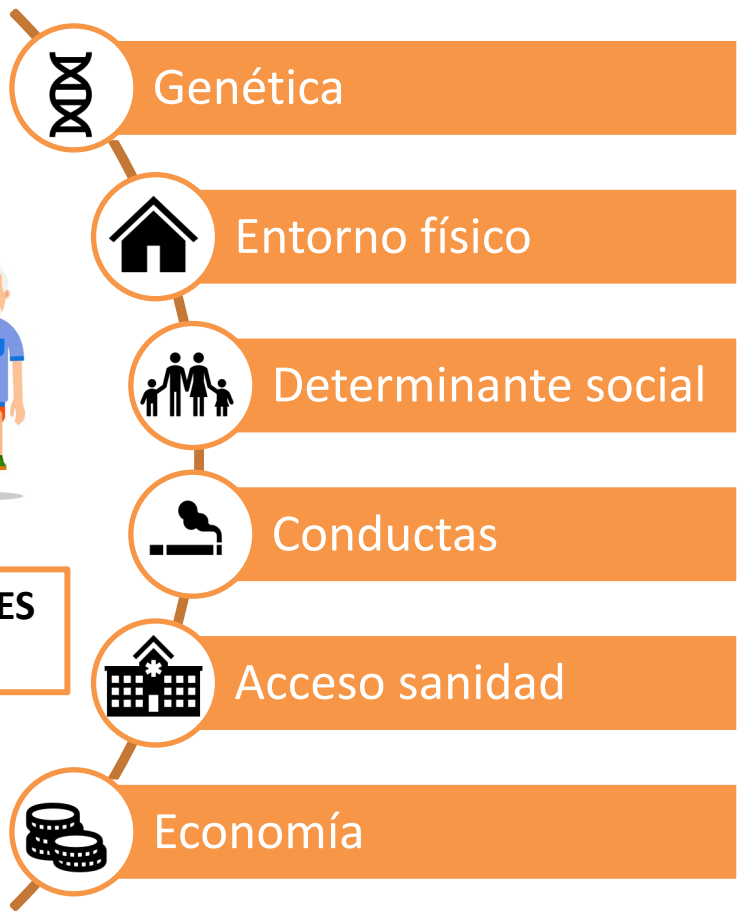 Genética
Entorno físico
Determinante social
Conductas
ES
Acceso sanidad
Economía